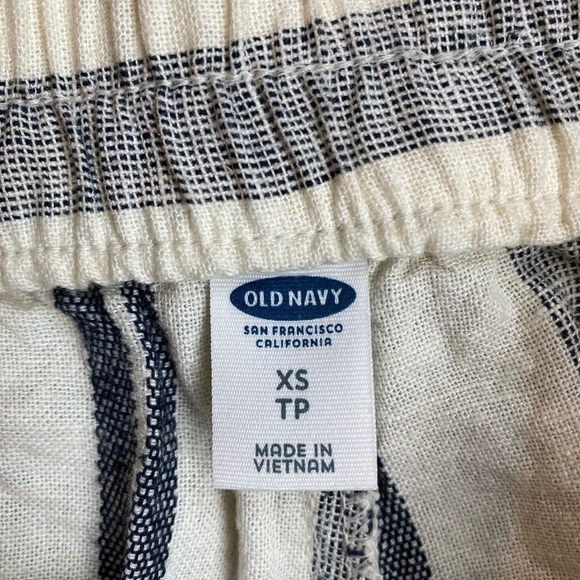 OLD NAVY
SAN FRANCISCO
CALIFORNIA
XS
TP
MADE IN
VIETNAM